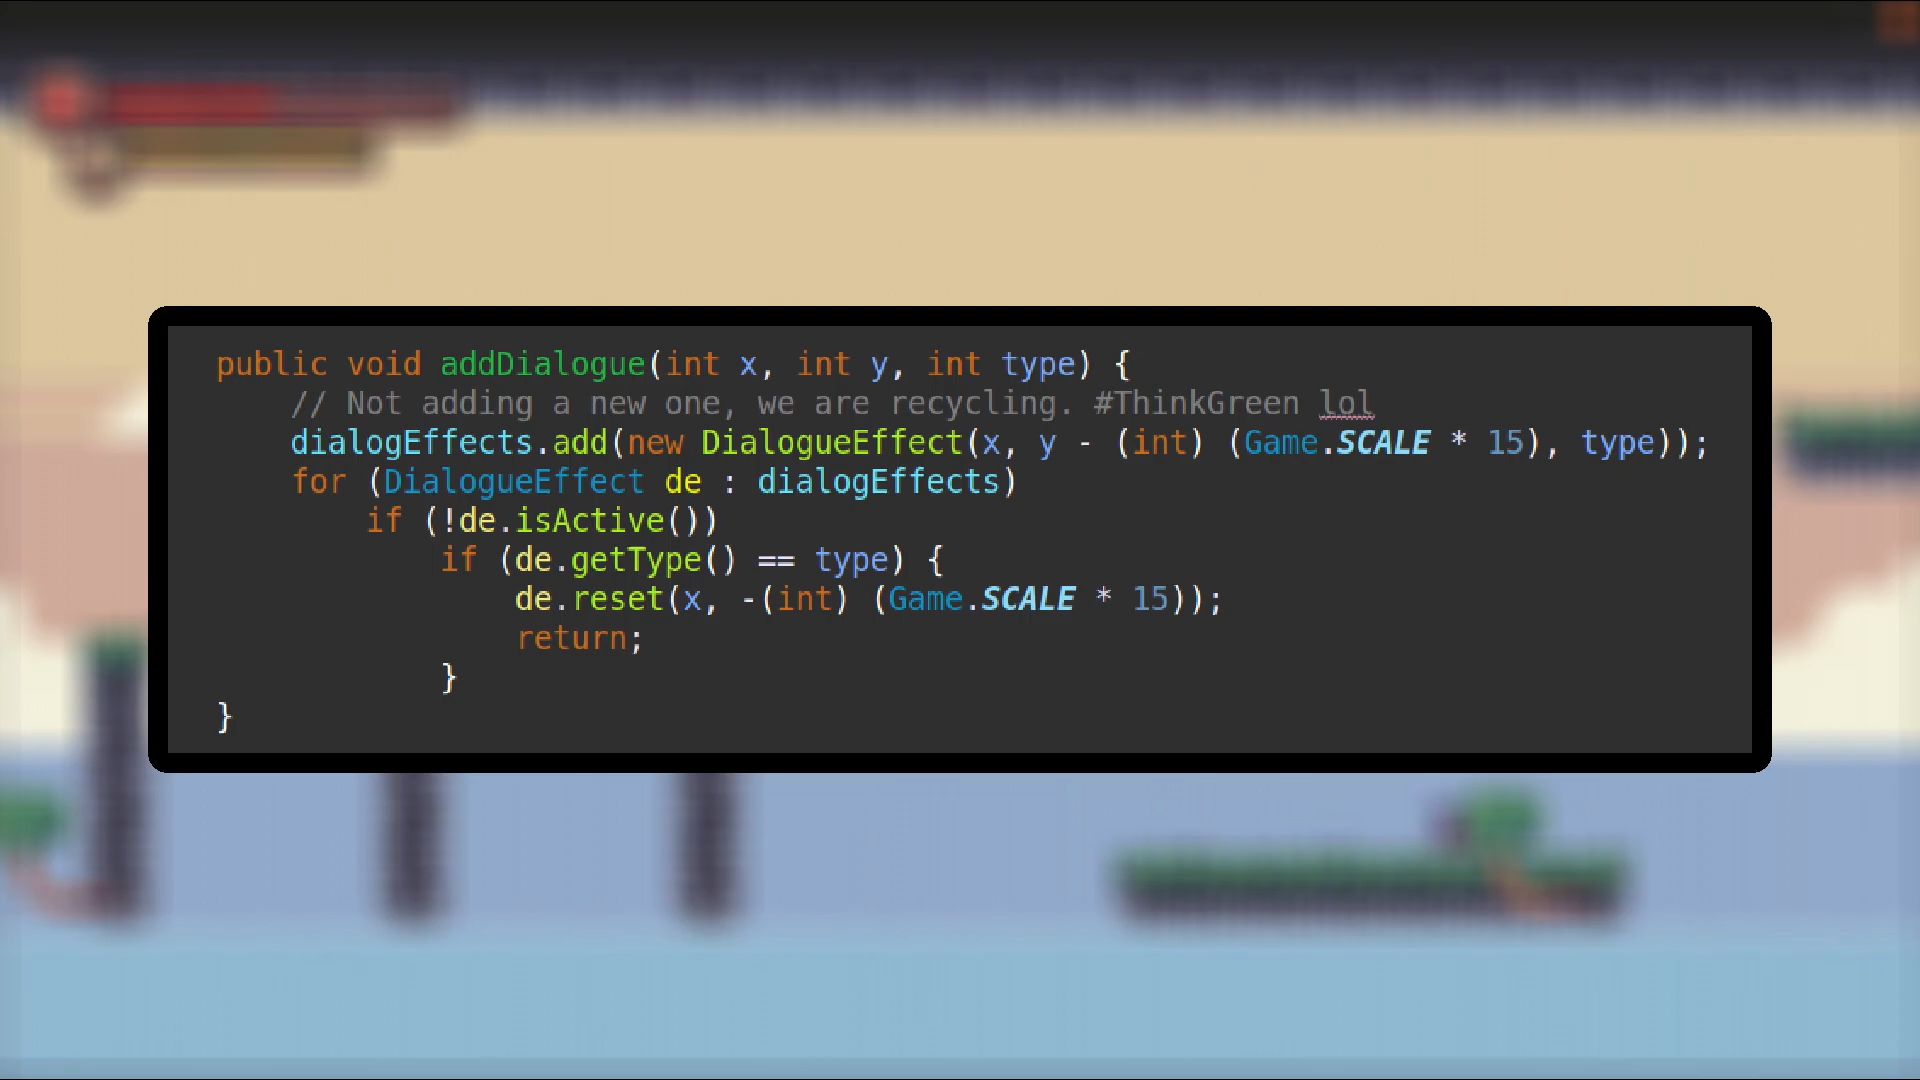 public void addDialogue(int x, int y, int type) {
    // Not adding a new one, we are recycling. #ThinkGreen lol
    dialogEffects.add(new DialogueEffect(x, y - (int) (Game.SCALE * 15), type));
    for (DialogueEffect de : dialogEffects)
        if (!de.isActive())
            if (de.getType() == type) {
                de.reset(x, -(int) (Game.SCALE * 15));
                return;
            }
}